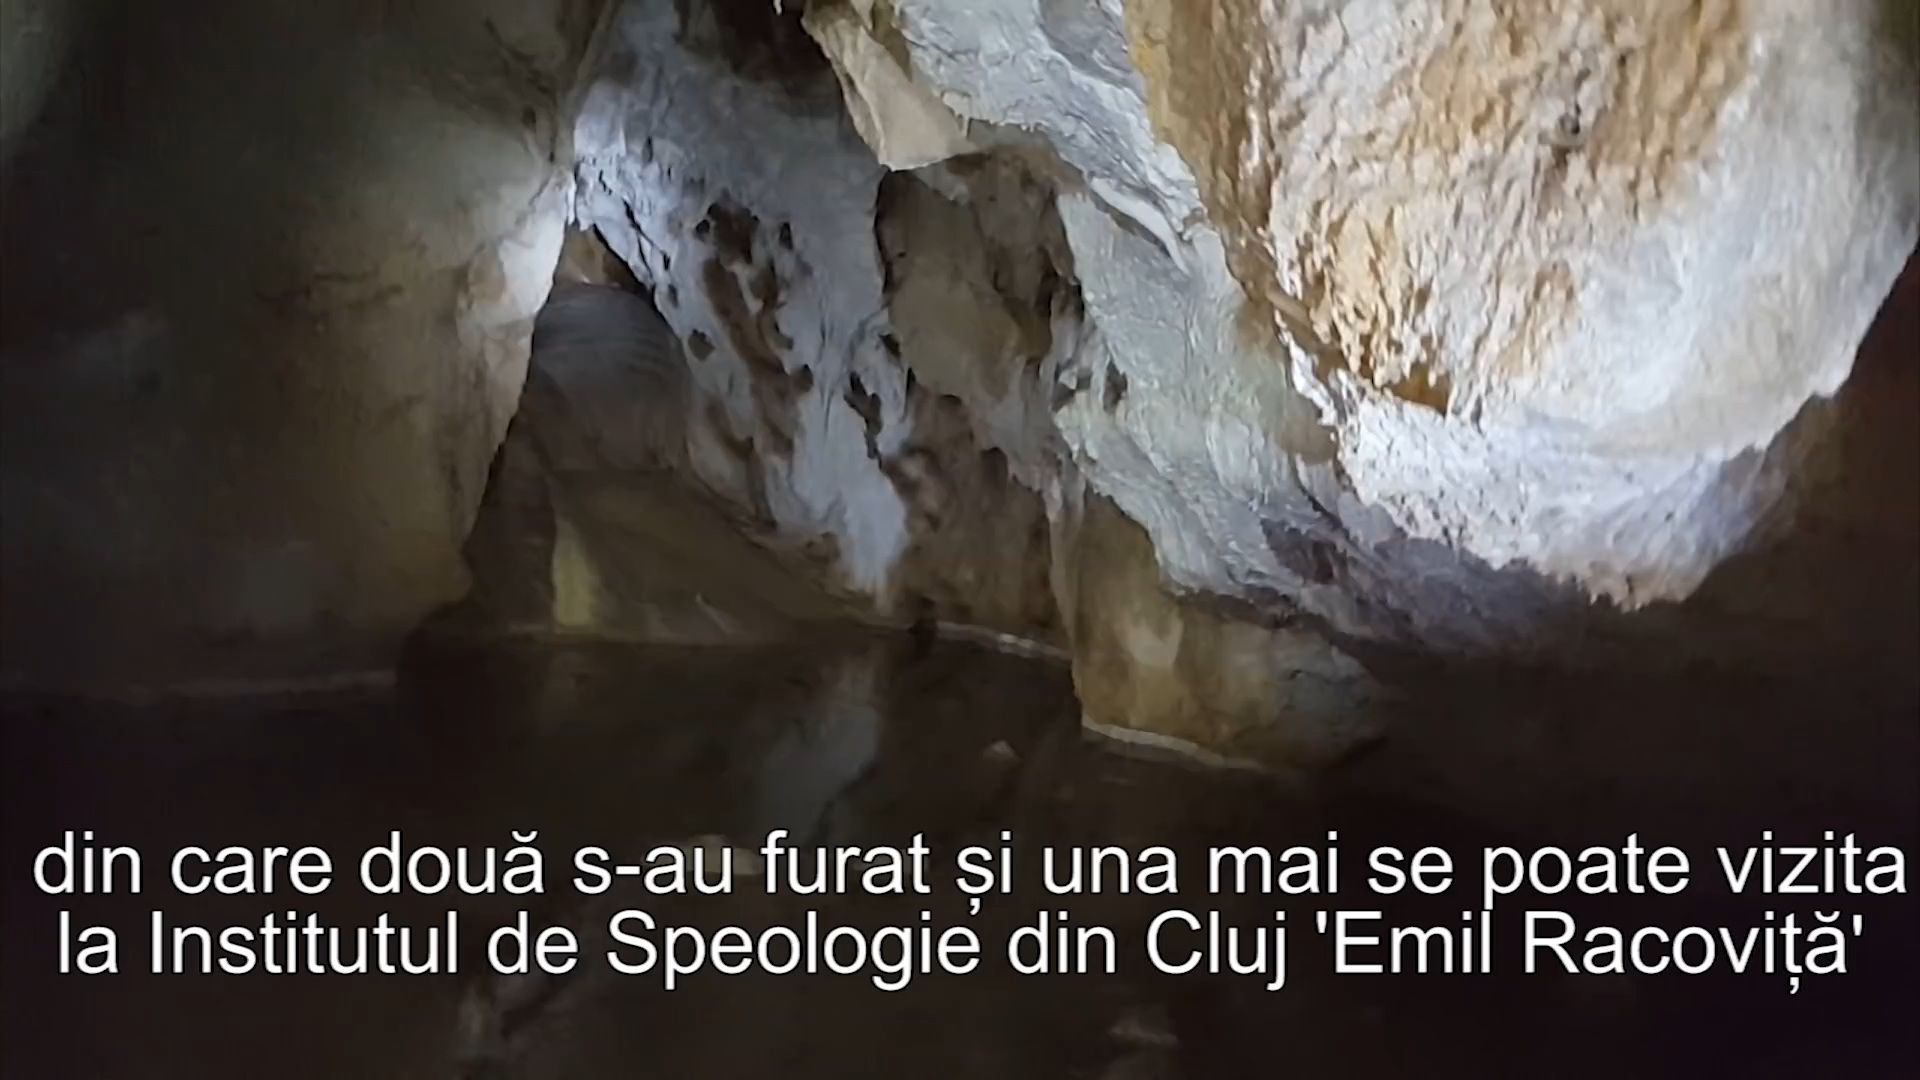 din care două s-au furat și una mai se poate vizita
la Institutul de Speologie din Cluj 'Emil Racoviță'